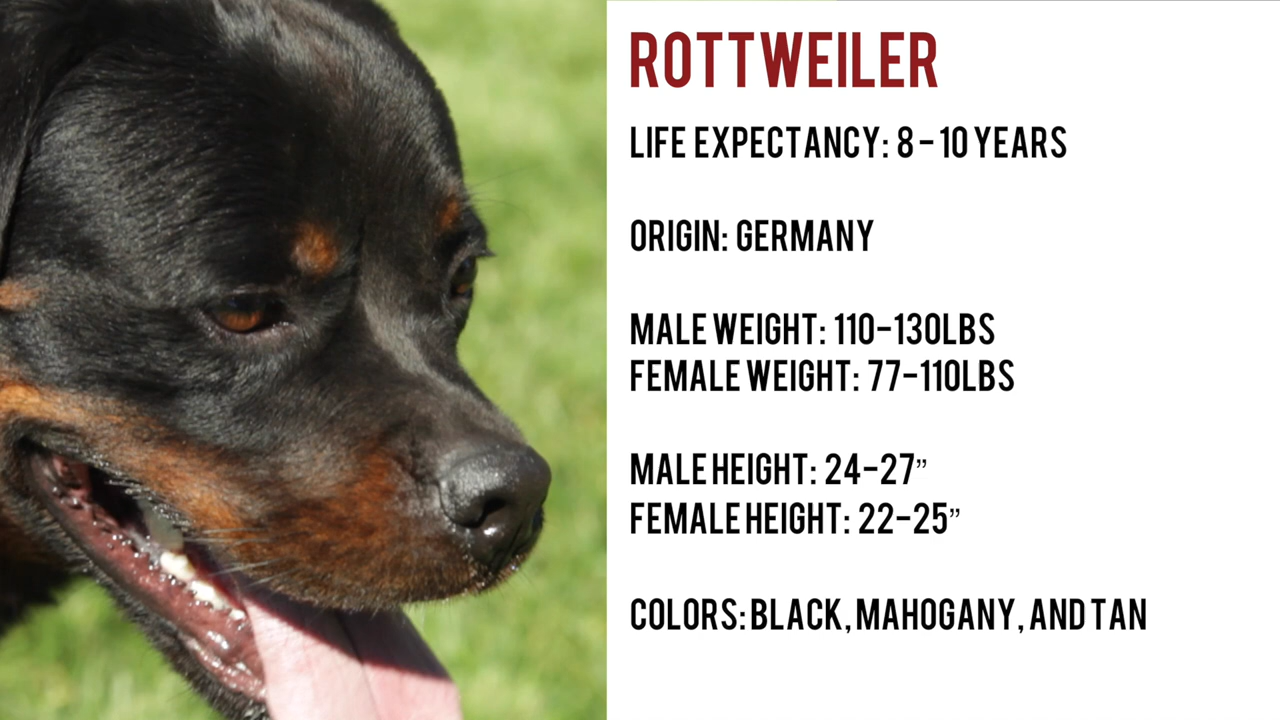 ROTTWEILER
LIFE EXPECTANCY: 8 - 10 YEARS
ORIGIN: GERMANY
MALE WEIGHT: 110-130LBS
FEMALE WEIGHT: 77-110LBS
MALE HEIGHT: 24-27”
FEMALE HEIGHT: 22-25”
COLORS: BLACK, MAHOGANY, AND TAN